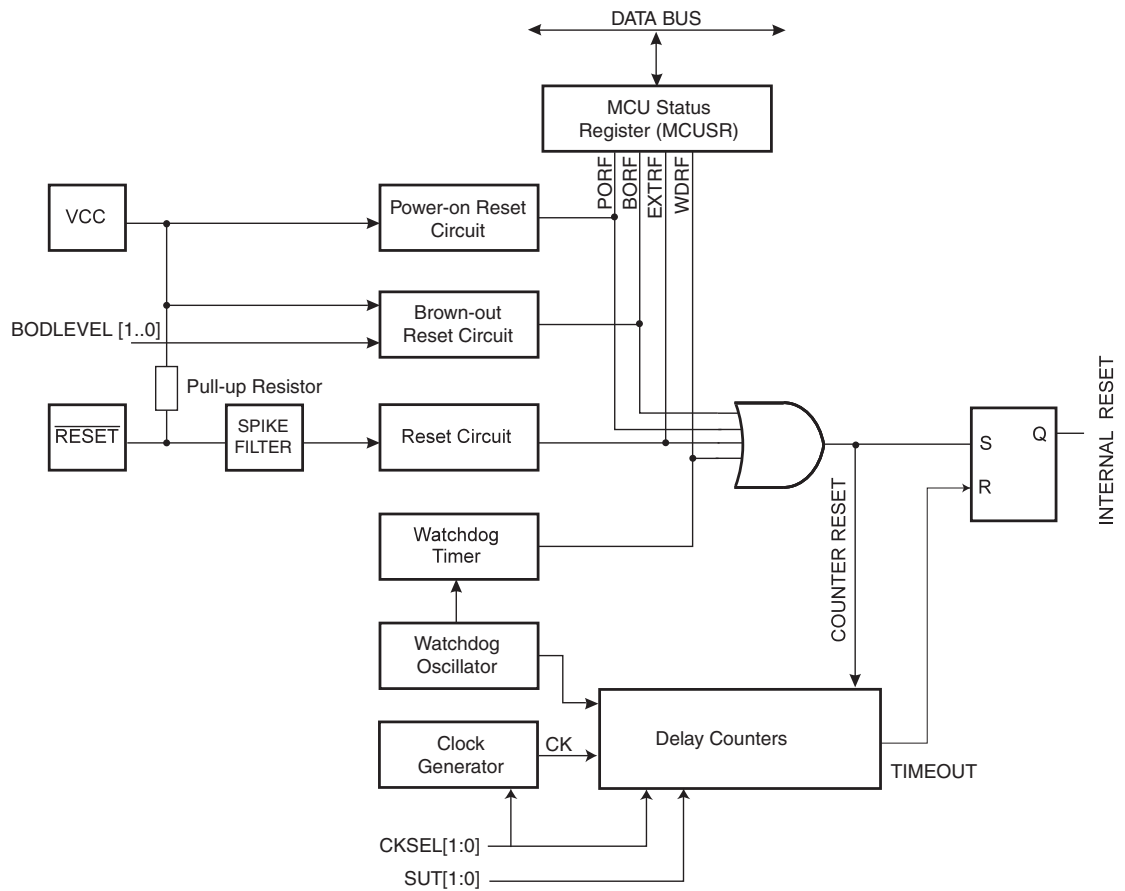 DATA BUS
MCU Status
Register (MCUSR)
PORF
BORF
EXTRF
WDRF
VCC
Power-on Reset
Circuit
Brown-out
Reset Circuit
BODLEVEL [1..0]
Pull-up Resistor
RESET
SPIKE
FILTER
Reset Circuit
S
Q
R
INTERNAL RESET
Watchdog
Timer
COUNTER RESET
Watchdog
Oscillator
Clock
Generator
CK
Delay Counters
TIMEOUT
CKSEL[1:0]
SUT[1:0]